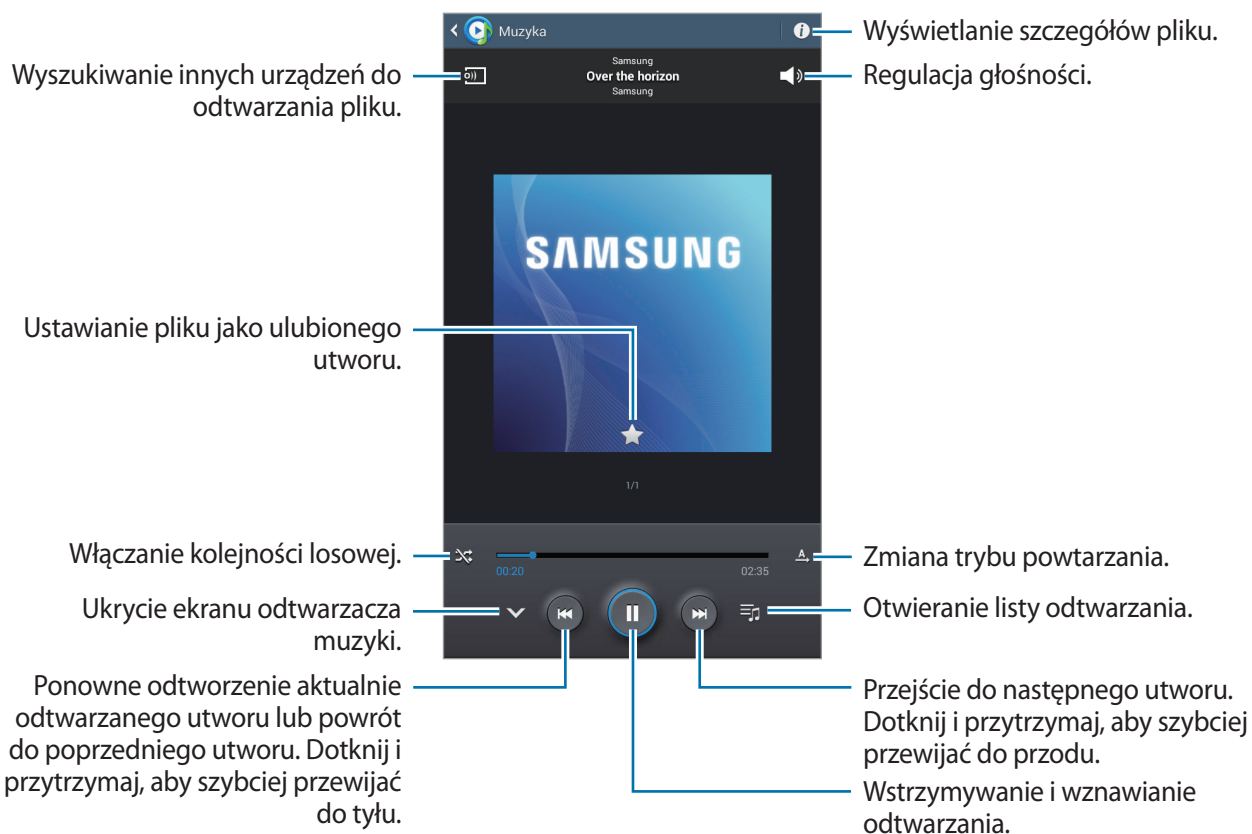 Muzyka
Wyświetlanie szczegółów pliku.
Wyszukiwanie innych urządzeń do
odtwarzania pliku.
Samsung
Over the horizon
Samsung
Regulacja głośności.
SAMSUNG
Ustawianie pliku jako ulubionego
utworu.
1/1
Włączanie kolejności losowej.
00:20
02:35
A
Zmiana trybu powtarzania.
Ukrycie ekranu odtwarzacza
muzyki.
Otwieranie listy odtwarzania.
Ponowne odtworzenie aktualnie
odtwarzanego utworu lub powrót
do poprzedniego utworu. Dotknij i
przytrzymaj, aby szybciej przewijać
do tyłu.
Przejście do następnego utworu.
Dotknij i przytrzymaj, aby szybciej
przewijać do przodu.
Wstrzymywanie i wznawianie
odtwarzania.